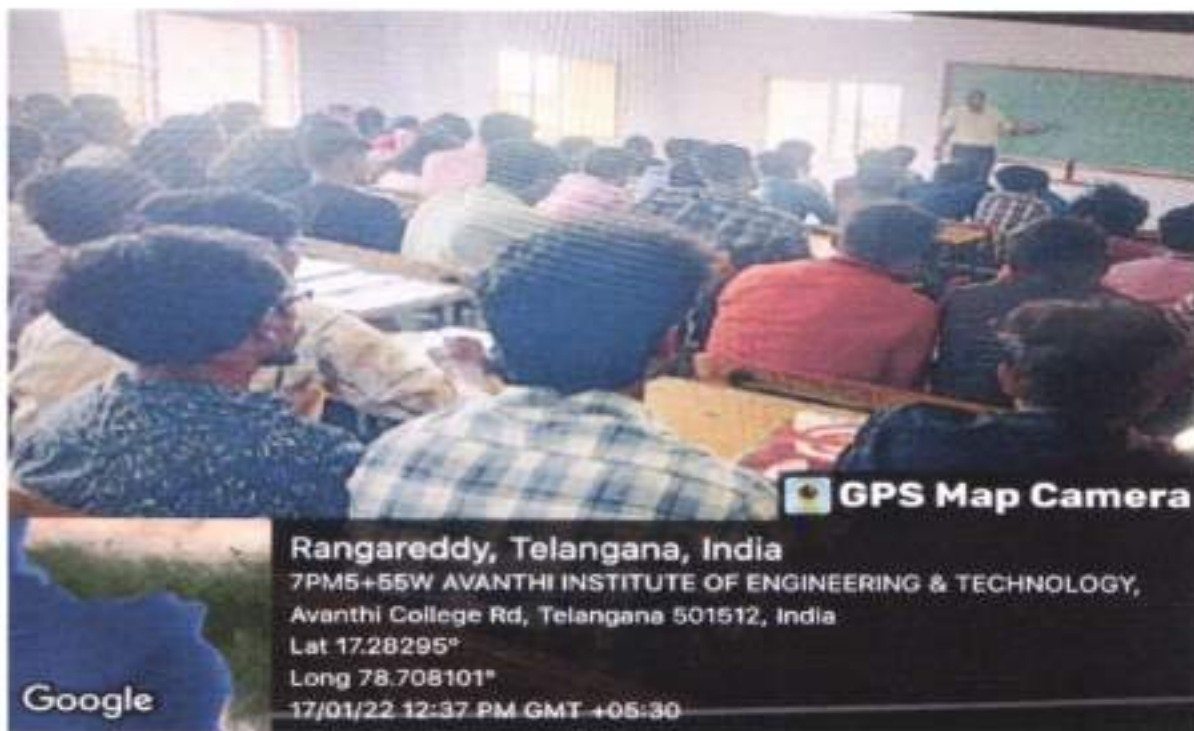 GPS Map Camera
Rangareddy, Telangana, India
7PM5+55W AVANTHI INSTITUTE OF ENGINEERING & TECHNOLOGY,
Avanthi College Rd, Telangana 501512, India
Lat 17.28295°
Long 78.708101°
17/01/22 12:37 PM GMT +05:30
Google